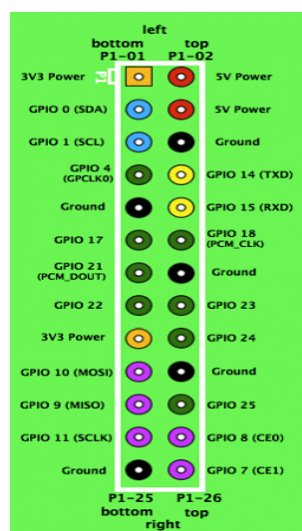 left
bottom top
P1-01 P1-02
3V3 Power P1 5V Power
GPIO 0 (SDA) 5V Power
GPIO 1 (SCL) Ground
GPIO 4
(GPCLK0) GPIO 14 (TXD)
Ground GPIO 15 (RXD)
GPIO 17 GPIO 18
(PCM_CLK)
GPIO 21
(PCM_DOUT) Ground
GPIO 22 GPIO 23
3V3 Power GPIO 24
GPIO 10 (MOSI) Ground
GPIO 9 (MISO) GPIO 25
GPIO 11 (SCLK) GPIO 8 (CE0)
Ground GPIO 7 (CE1)
P1-25 P1-26
bottom top
right